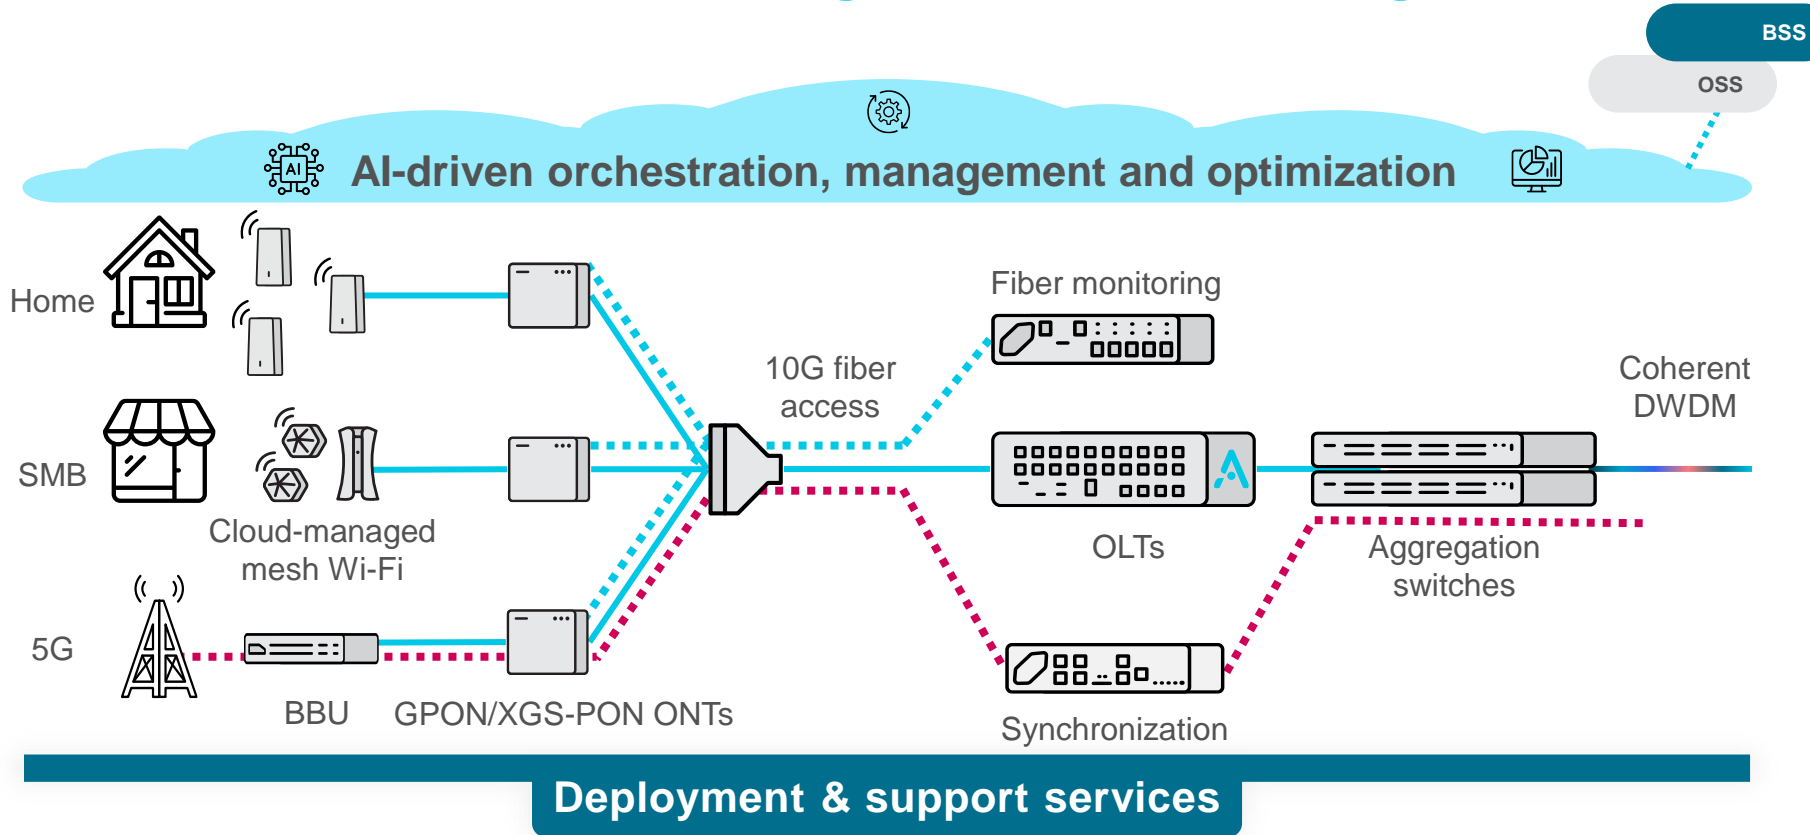 BSS
OSS
AI
AI-driven orchestration, management and optimization
Home
Fiber monitoring
10G fiber
access
Coherent
DWDM
SMB
Cloud-managed
mesh Wi-Fi
OLTs
Aggregation
switches
5G
BBU
GPON/XGS-PON ONTs
Synchronization
Deployment & support services